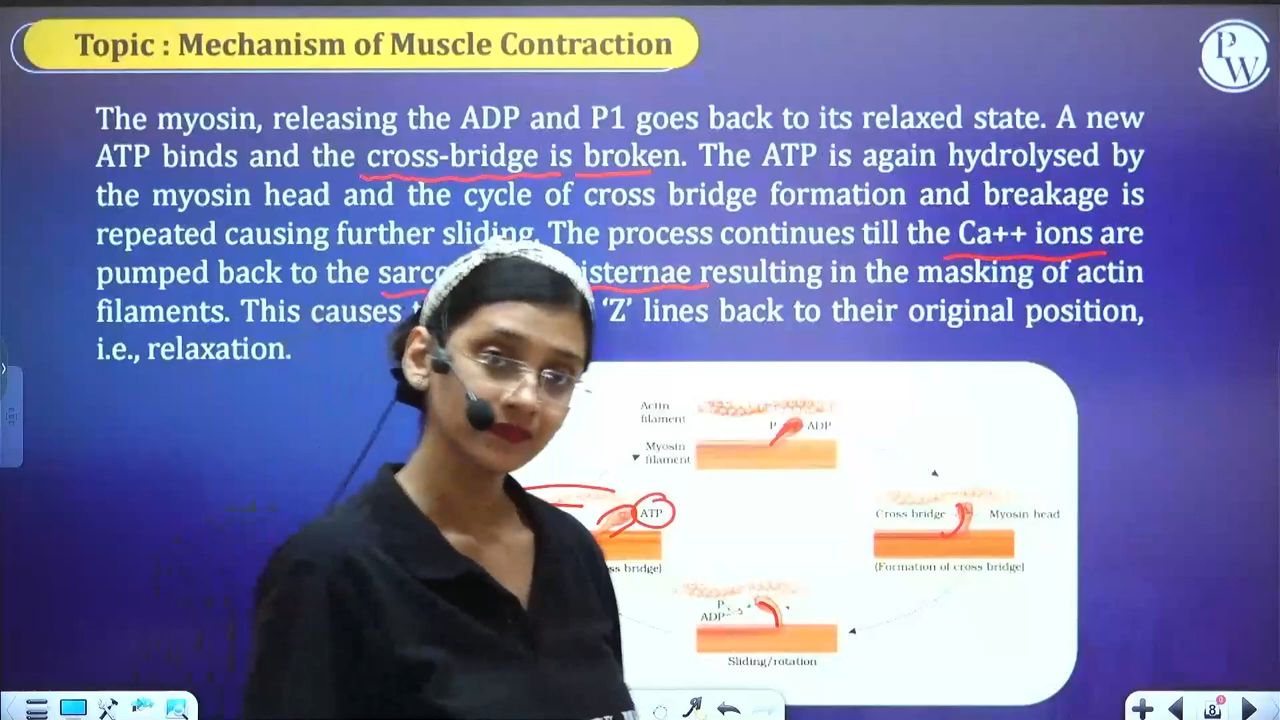 Topic : Mechanism of Muscle Contraction
P
W
The myosin, releasing the ADP and P1 goes back to its relaxed state. A new
ATP binds and the cross-bridge is broken. The ATP is again hydrolysed by
the myosin head and the cycle of cross bridge formation and breakage is
repeated causing further sliding. The process continues till the Ca++ ions are
pumped back to the resulting in the masking of actin
filaments. This causes ‘Z’ lines back to their original position,
i.e., relaxation.
Actin
filament
P ADP
Myosin
filament
ATP
Cross bridge Myosin head
bridge)
(Formation of cross bridge)
P
ADP
Sliding/rotation
8